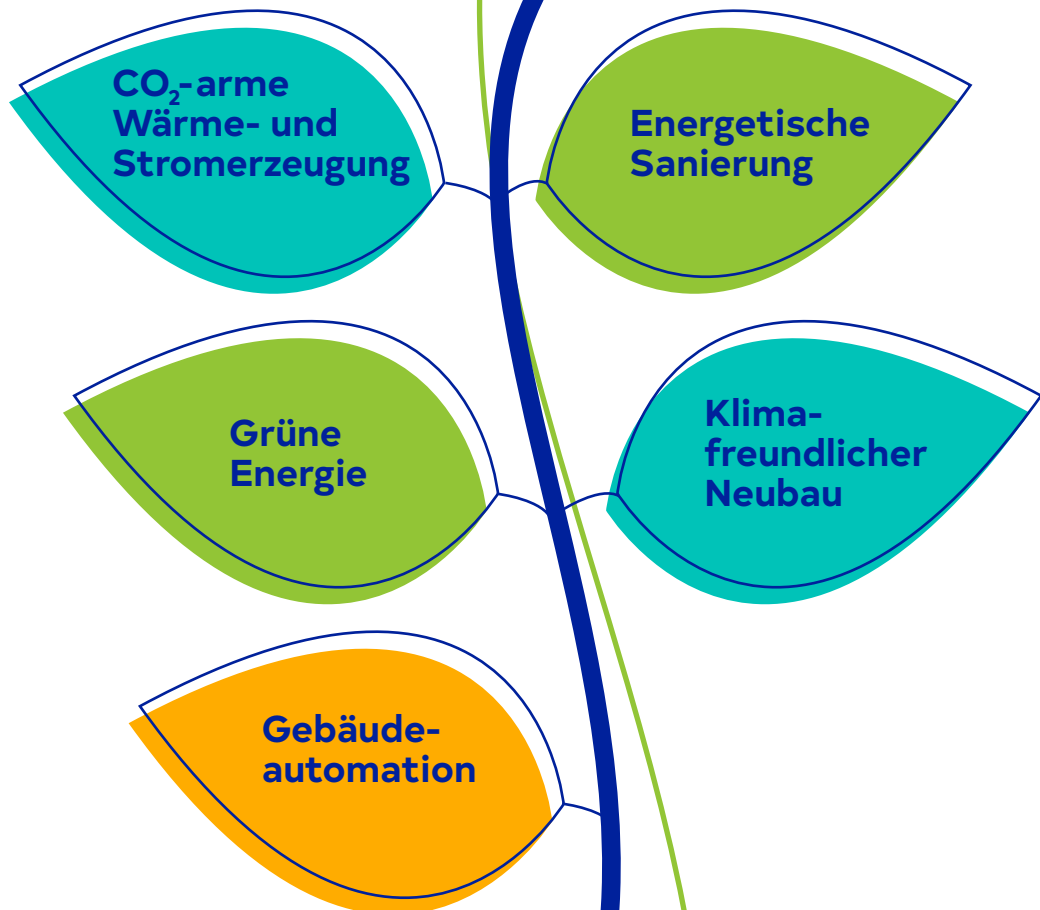 CO₂-arme
Wärme- und
Stromerzeugung
Energetische
Sanierung
Grüne
Energie
Klima-
freundlicher
Neubau
Gebäude-
automation